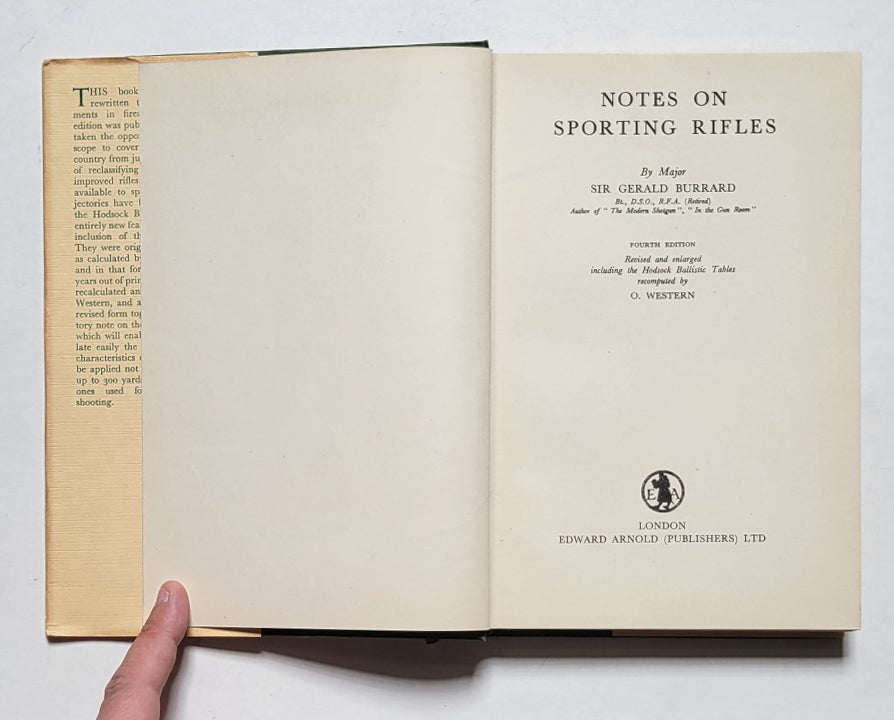 THIS book
rewritten
ments in
edition was pub
taken the oppo
scope to cover
country from
of reclassifying
improved rifles
available to sp
jectories have
the Hodsock B
entirely new fea
inclusion of th
They were orig
as calculated b
and in that for
years out of prin
recalculated an
Western, and a
revised form tog
tory note on the
which will enab
late easily the
characteristics
be applied not
up to 300 yard
ones used fo
shooting.
NOTES ON
SPORTING RIFLES
By Major
SIR GERALD BURRARD
Bt., D.S.O., R.F.A. (Retired)
Author of "The Modern Shotgun", "In the Gun Room"
FOURTH EDITION
Revised and enlarged
including the Hodsock Ballistic Tables
recomputed by
O. WESTERN
E A
LONDON
EDWARD ARNOLD (PUBLISHERS) LTD